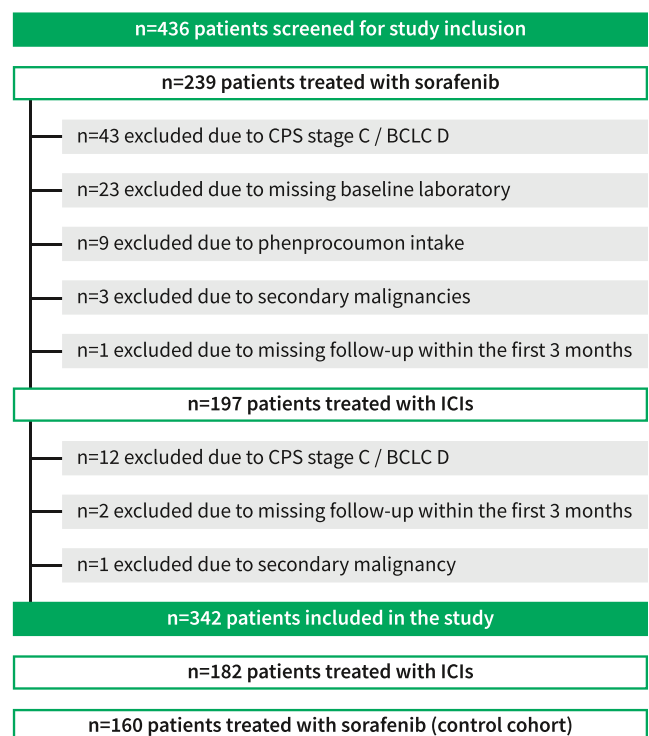 n=436 patients screened for study inclusion
n=239 patients treated with sorafenib
n=43 excluded due to CPS stage C / BCLC D
n=23 excluded due to missing baseline laboratory
n=9 excluded due to phenprocoumon intake
n=3 excluded due to secondary malignancies
n=1 excluded due to missing follow-up within the first 3 months
n=197 patients treated with ICIs
n=12 excluded due to CPS stage C / BCLC D
n=2 excluded due to missing follow-up within the first 3 months
n=1 excluded due to secondary malignancy
n=342 patients included in the study
n=182 patients treated with ICIs
n=160 patients treated with sorafenib (control cohort)